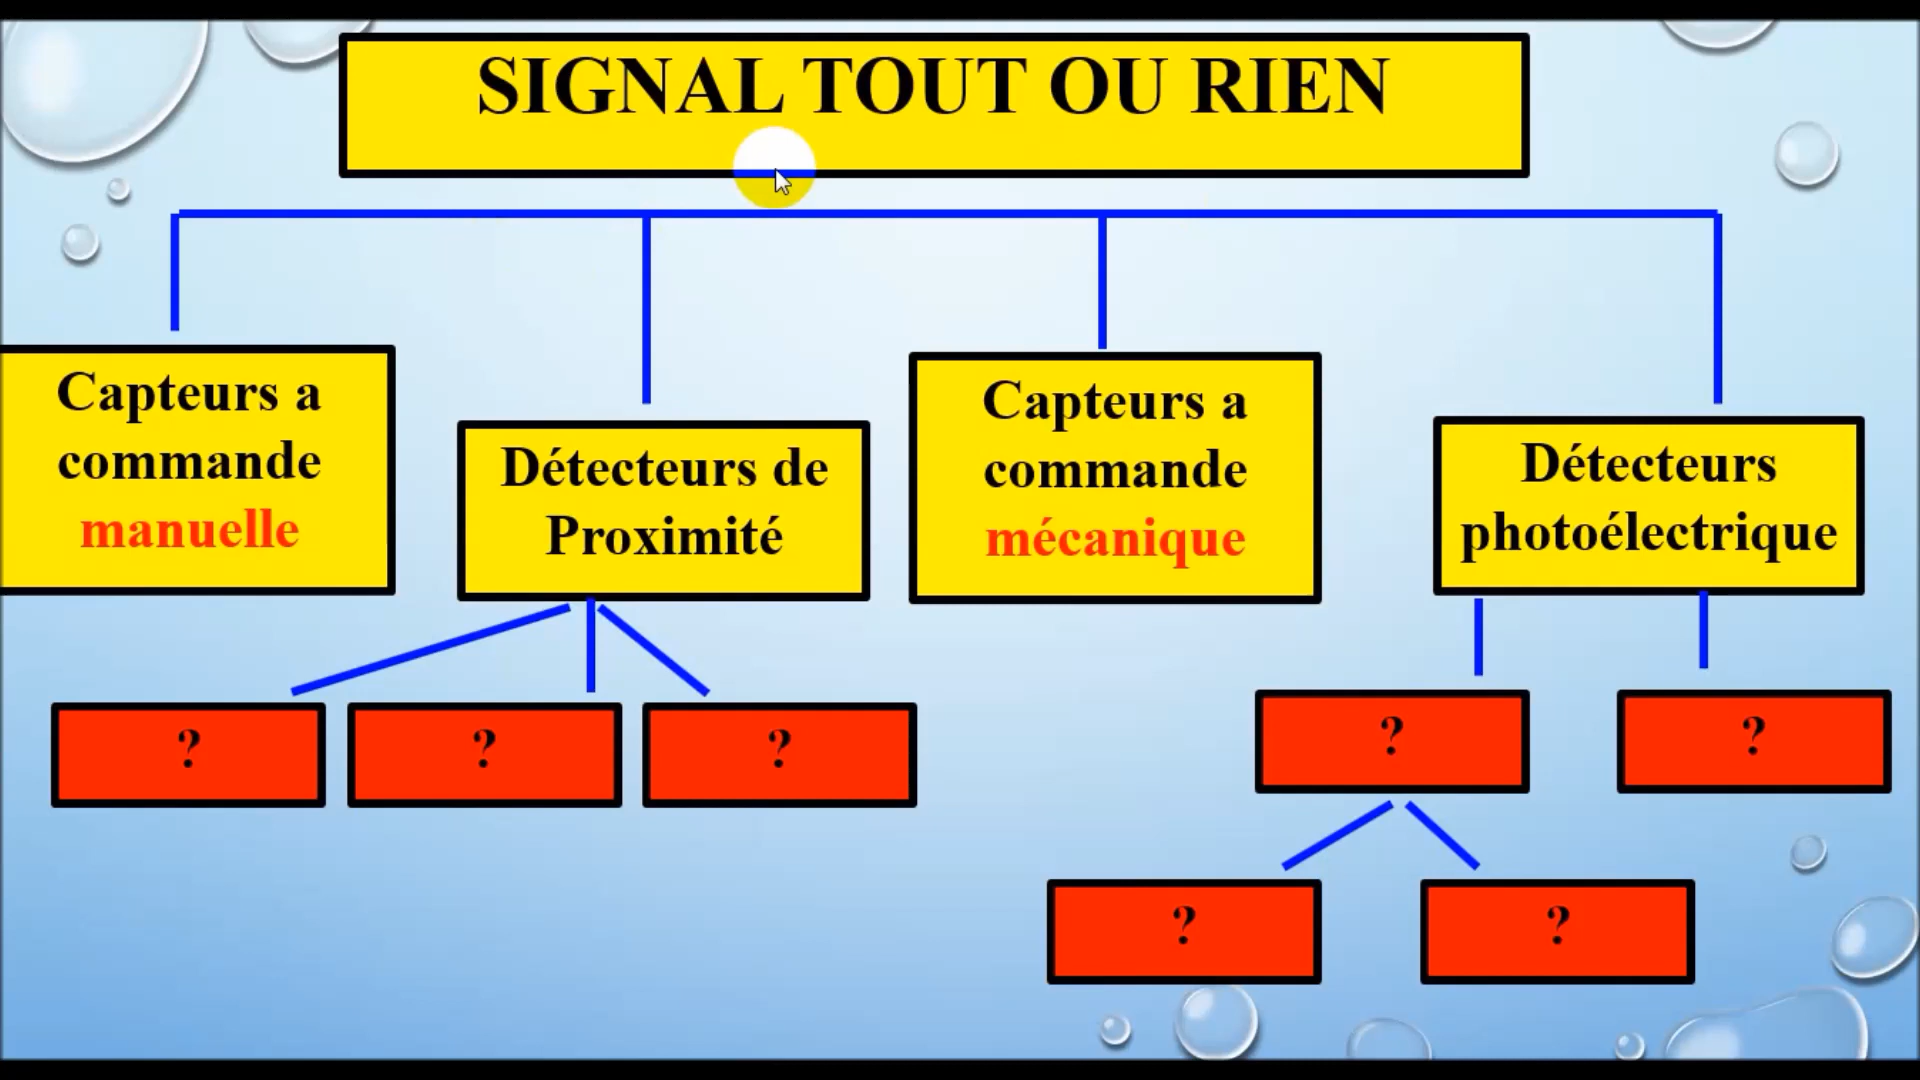 SIGNAL TOUT OU RIEN
Capteurs a
commande
manuelle
Détecteurs de
Proximité
Capteurs a
commande
mécanique
Détecteurs
photoélectrique
?
?
?
?
?
?
?